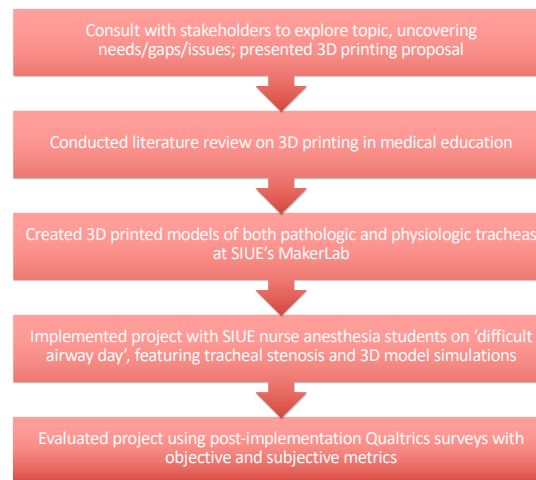 Consult with stakeholders to explore topic, uncovering
needs/gaps/issues; presented 3D printing proposal
Conducted literature review on 3D printing in medical education
Created 3D printed models of both pathologic and physiologic tracheas
at SIUE's MakerLab
Implemented project with SIUE nurse anesthesia students on 'difficult
airway day', featuring tracheal stenosis and 3D model simulations
Evaluated project using post-implementation Qualtrics surveys with
objective and subjective metrics